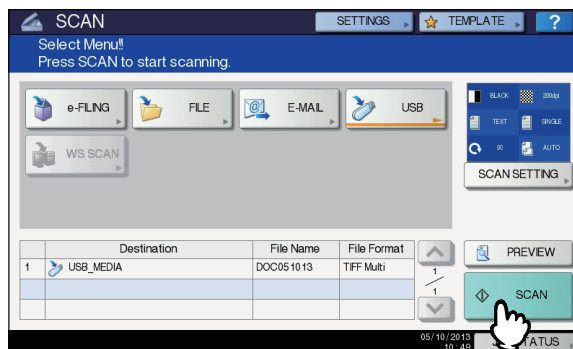 SCAN
SETTINGS
TEMPLATE
?
Select Menu!!
Press SCAN to start scanning.
e-FILING
FILE
E-MAIL
USB
WS SCAN
BLACK
200dpi
TEXT
SINGLE
90
AUTO
SCAN SETTING
Destination File Name File Format
1 USB_MEDIA DOC051013 TIFF Multi
1
1
PREVIEW
SCAN
05/10/2013
10:49